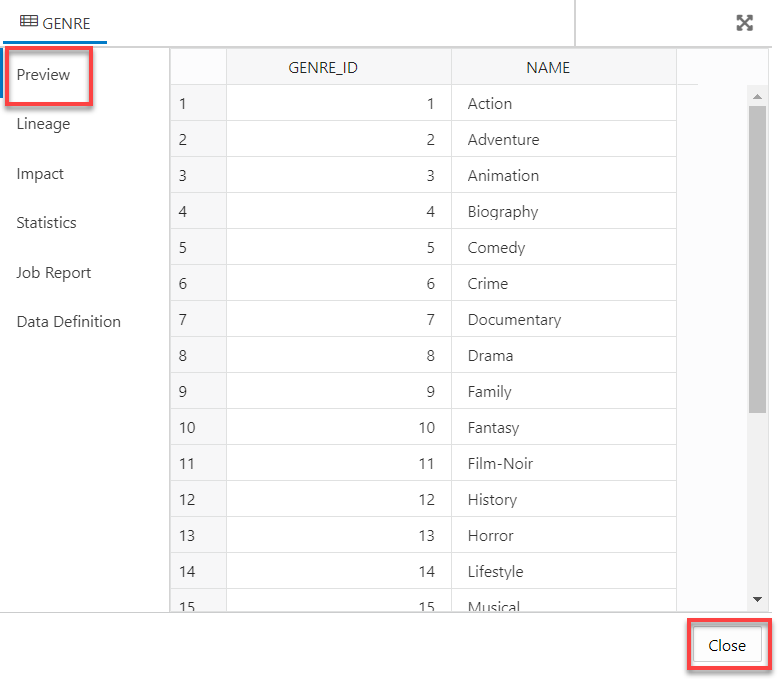 GENRE
Preview
Lineage
Impact
Statistics
Job Report
Data Definition
GENRE_ID NAME
1 1 Action
2 2 Adventure
3 3 Animation
4 4 Biography
5 5 Comedy
6 6 Crime
7 7 Documentary
8 8 Drama
9 9 Family
10 10 Fantasy
11 11 Film-Noir
12 12 History
13 13 Horror
14 14 Lifestyle
15 15 Musical
Close